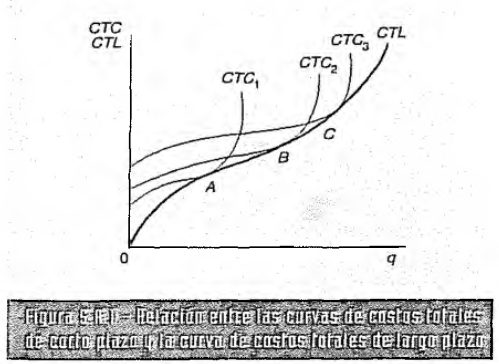 CTC
CTL
CTC1
CTC2
CTC3
CTL
A
B
C
0
q
Relación entre las curvas de costos totales
de corto plazo y la curva de costos totales de largo plazo